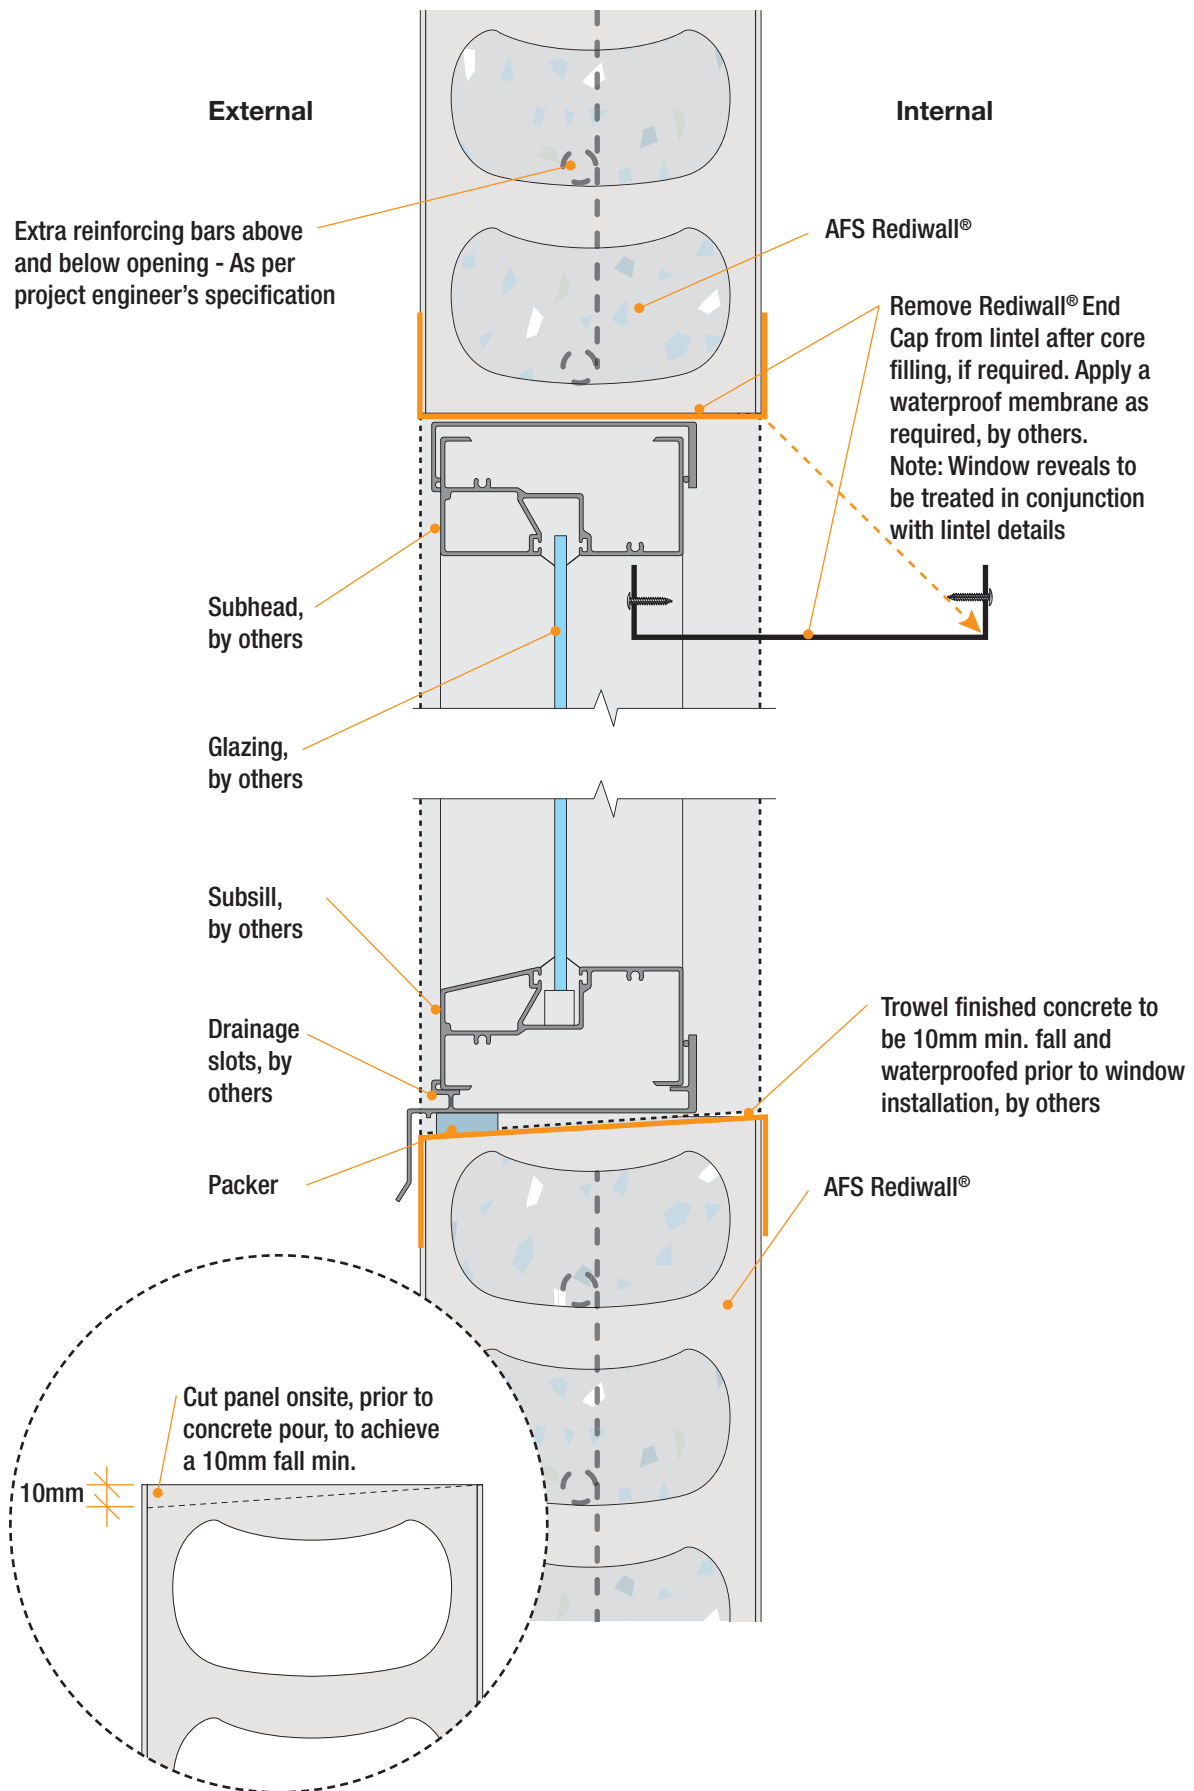 External
Internal
Extra reinforcing bars above
and below opening - As per
project engineer’s specification
AFS Rediwall®
Remove Rediwall® End
Cap from lintel after core
filling, if required. Apply a
waterproof membrane as
required, by others.
Note: Window reveals to
be treated in conjunction
with lintel details
Subhead,
by others
Glazing,
by others
Subsill,
by others
Drainage
slots, by
others
Trowel finished concrete to
be 10mm min. fall and
waterproofed prior to window
installation, by others
Packer
AFS Rediwall®
Cut panel onsite, prior to
concrete pour, to achieve
a 10mm fall min.
10mm